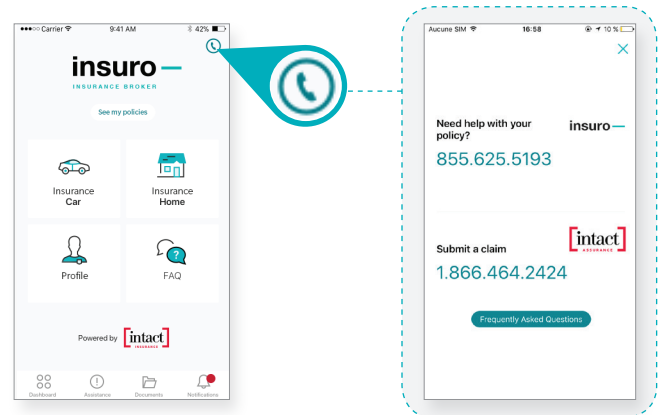 Carrier 9:41 AM 42%
insuro
INSURANCE BROKER
See my policies
Insurance
Car
Insurance
Home
Profile
FAQ
?
Powered by [intact]
INSURANCE
Dashboard
Assistance
Documents
Notifications
Aucune SIM 16:58 10 %
Need help with your
policy?
insuro
855.625.5193
Submit a claim
[intact]
ASSURANCE
1.866.464.2424
Frequently Asked Questions